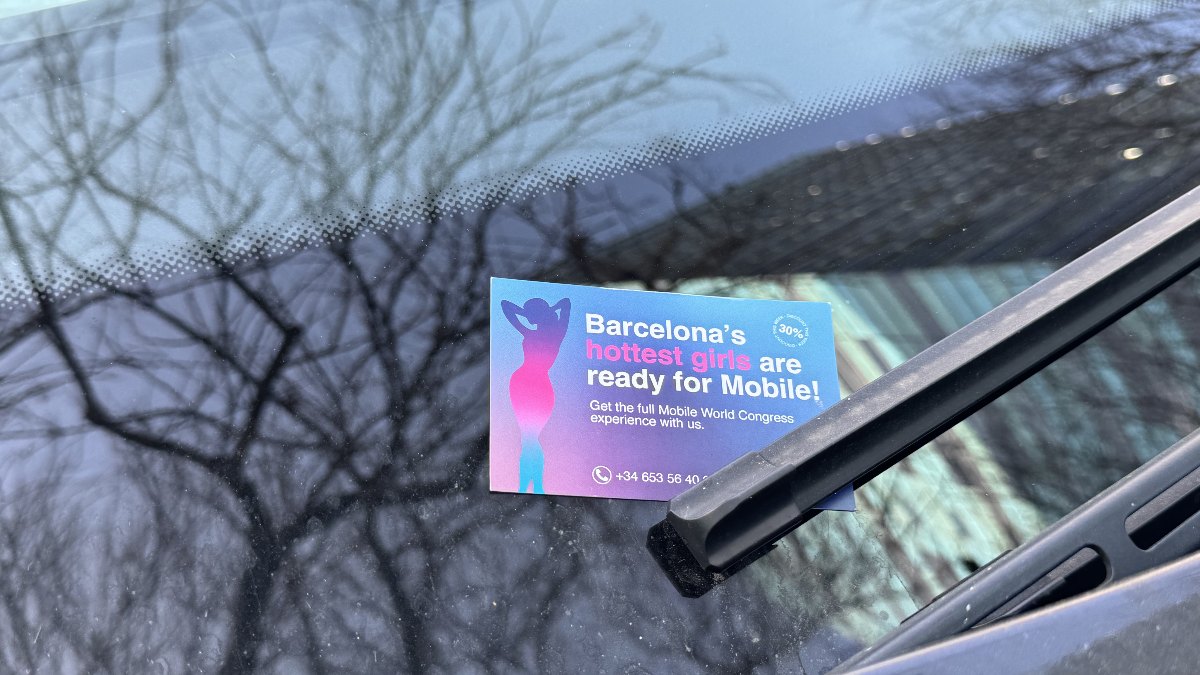 Barcelona's
hottest girls are
ready for Mobile!
30%
Get the full Mobile World Congress
experience with us.
+34 653 56 40